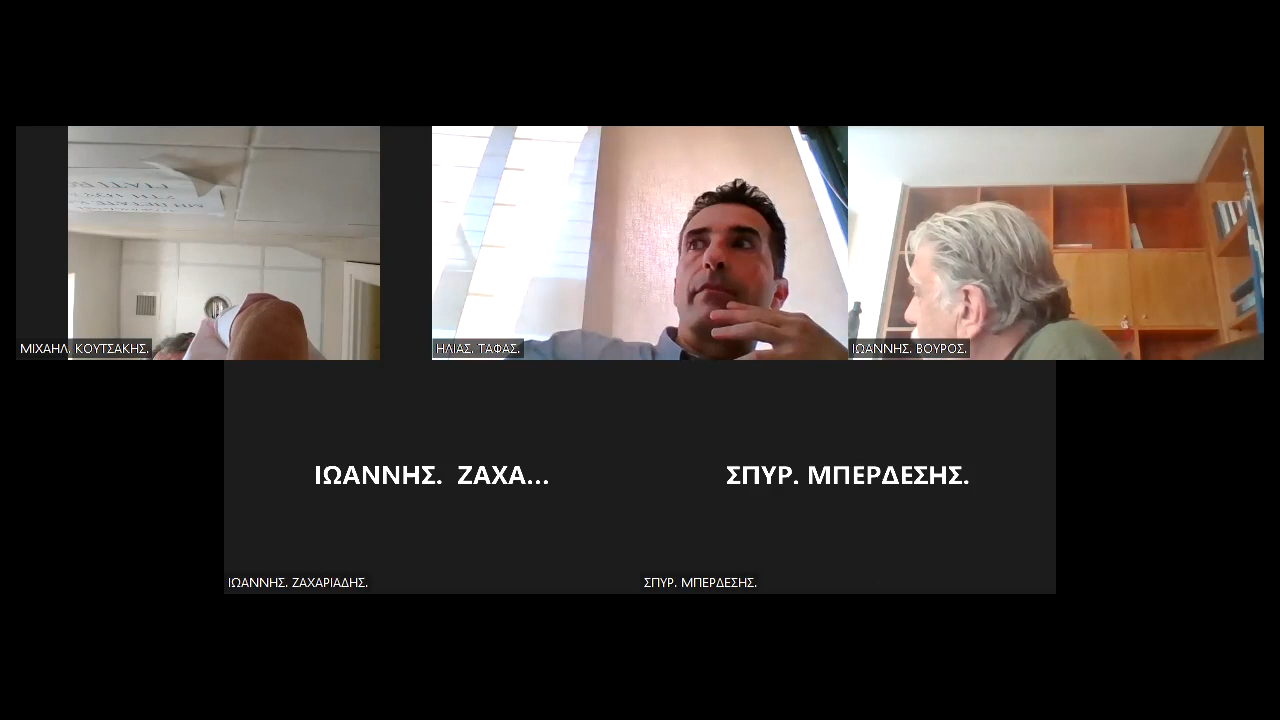 ΜΙΧΑΗΛ. ΚΟΥΤΣΑΚΗΣ.
ΗΛΙΑΣ. ΤΑΦΑΣ.
ΙΩΑΝΝΗΣ. ΒΟΥΡΟΣ.
ΙΩΑΝΝΗΣ. ΖΑΧΑ...
ΣΠΥΡ. ΜΠΕΡΔΕΣΗΣ.
ΙΩΑΝΝΗΣ. ΖΑΧΑΡΙΑΔΗΣ.
ΣΠΥΡ. ΜΠΕΡΔΕΣΗΣ.